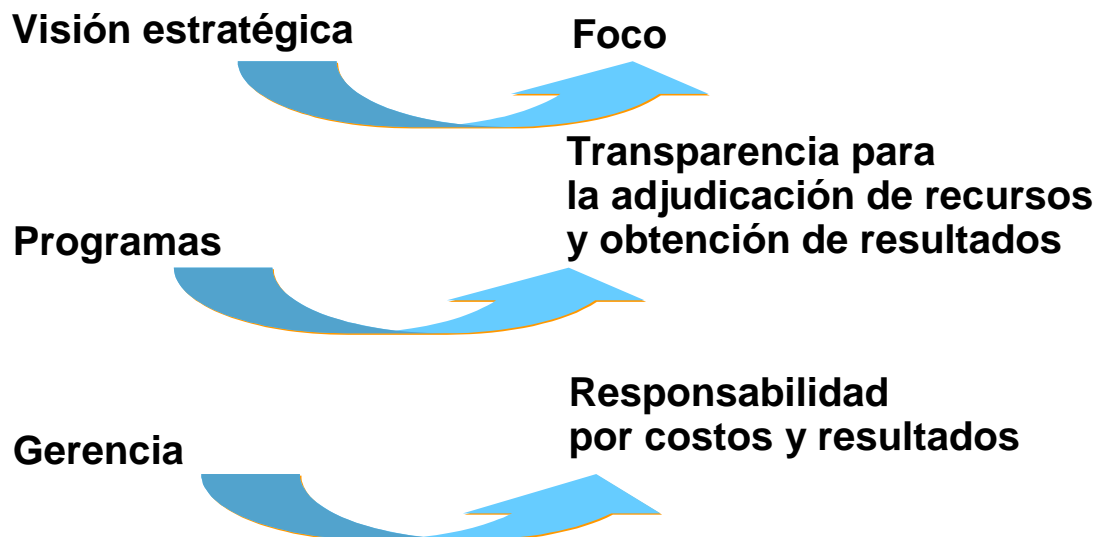 Visión estratégica
Foco
Transparencia para
la adjudicación de recursos
y obtención de resultados
Programas
Responsabilidad
por costos y resultados
Gerencia